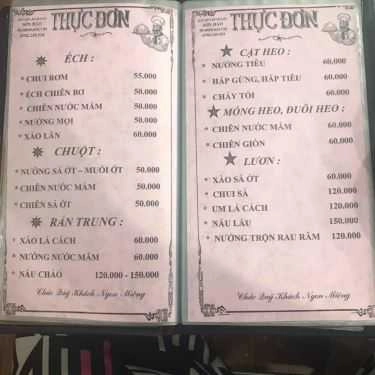 THỰC ĐƠN
ẾCH :
CHUI RƠM 55.000
ẾCH CHIÊN BƠ 50.000
CHIÊN NƯỚC MẮM 50.000
NƯỚNG MỌI 50.000
XÀO LĂN 60.000
CHUỘT :
NƯỚNG SẢ ỚT – MUỐI ỚT 50.000
CHIÊN NƯỚC MẮM 50.000
CHIÊN SẢ ỚT 50.000
RẮN TRUNG :
XÀO LÁ CÁCH 60.000
NƯỚNG NƯỚC MẮM 60.000
NẤU CHÁO 120.000 - 150.000
Chúc Quý Khách Ngon Miệng
THỰC ĐƠN
CẬT HEO :
NƯỚNG TIÊU 60.000
HẤP GỪNG, HẤP TIÊU 60.000
CHÁY TỎI 60.000
MÓNG HEO, ĐUÔI HEO :
CHIÊN NƯỚC MẮM 60.000
CHIÊN GIÒN 60.000
LƯƠN :
XÀO SẢ ỚT 60.000
CHUI SẢ 120.000
UM LÁ CÁCH 120.000
NẤU LẨU 150.000
NƯỚNG TRỘN RAU RĂM 120.000
Chúc Quý Khách Ngon Miệng